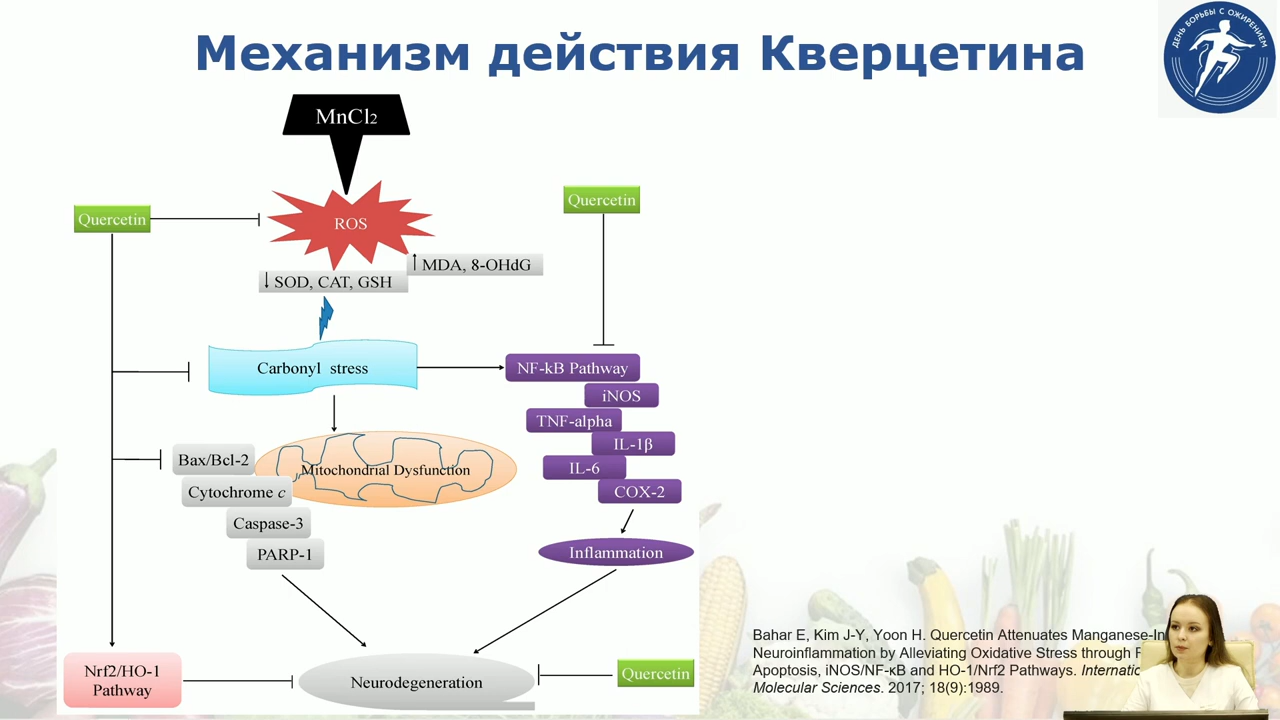 Механизм действия Кверцетина
ДЕНЬ БОРЬБЫ С ОЖИРЕНИЕМ
MnCl2
Quercetin
ROS
Quercetin
↑ MDA, 8-OHdG
↓ SOD, CAT, GSH
Carbonyl stress
NF-kB Pathway
iNOS
TNF-alpha
IL-1β
IL-6
COX-2
Bax/Bcl-2
Mitochondrial Dysfunction
Cytochrome c
Caspase-3
PARP-1
Inflammation
Nrf2/HO-1
Pathway
Neurodegeneration
Quercetin
Bahar E, Kim J-Y, Yoon H. Quercetin Attenuates
Neuroinflammation by Alleviating Oxidative Stress through
Apoptosis, iNOS/NF-κB and HO-1/Nrf2 Pathways.
Molecular Sciences. 2017; 18(9):1989.